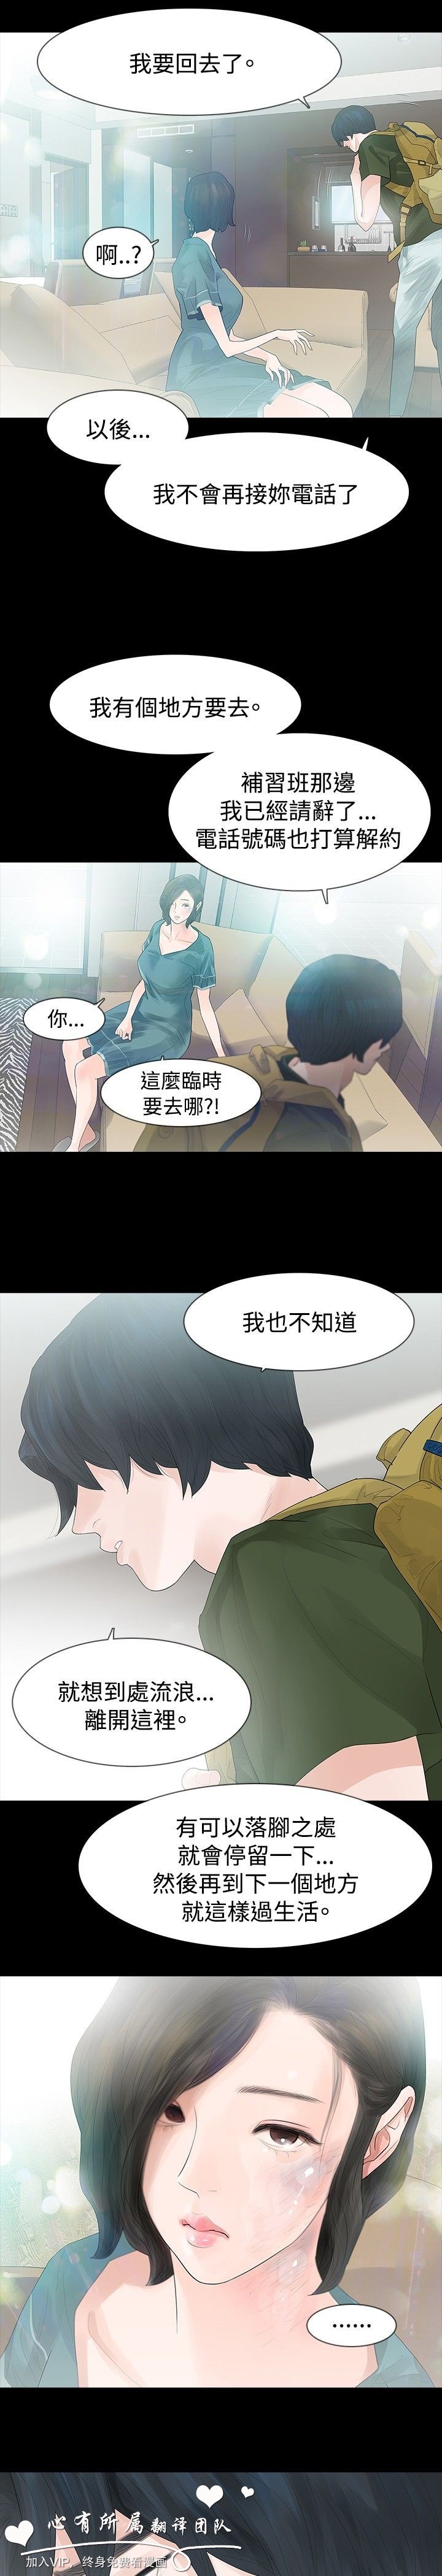 我要回去了。
啊..?
以後...
我不會再接妳電話了
我有個地方要去。
補習班那邊
我已經請辭了...
電話號碼也打算解約
你...
這麼臨時
要去哪?!
我也不知道
就想到處流浪...
離開這裡。
有可以落腳之處
就會停留一下...
然後再到下一個地方
就這樣過生活。
......
心有所属翻译团队
加入VIP，终身免费看漫画